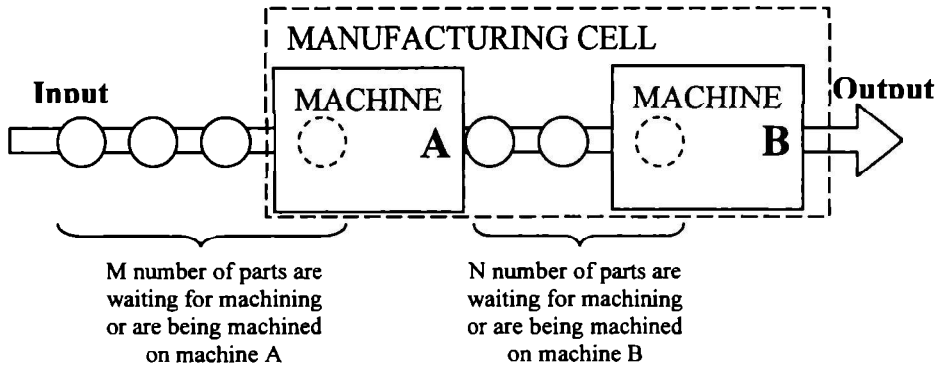 MANUFACTURING CELL
Input
MACHINE
A
MACHINE
B
Output
M number of parts are
waiting for machining
or are being machined
on machine A
N number of parts are
waiting for machining
or are being machined
on machine B